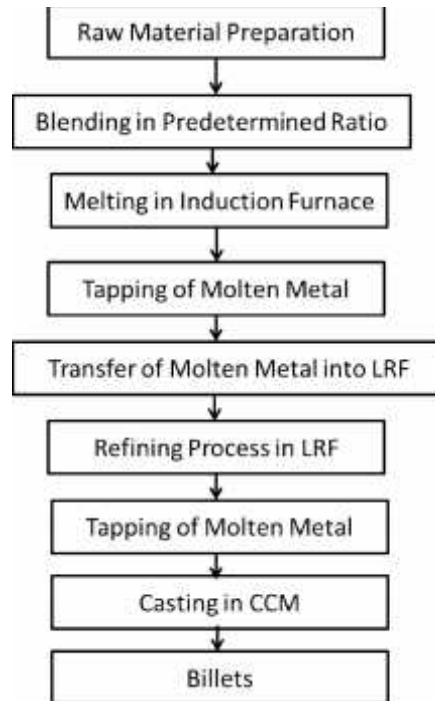 Raw Material Preparation
Blending in Predetermined Ratio
Melting in Induction Furnace
Tapping of Molten Metal
Transfer of Molten Metal into LRF
Refining Process in LRF
Tapping of Molten Metal
Casting in CCM
Billets